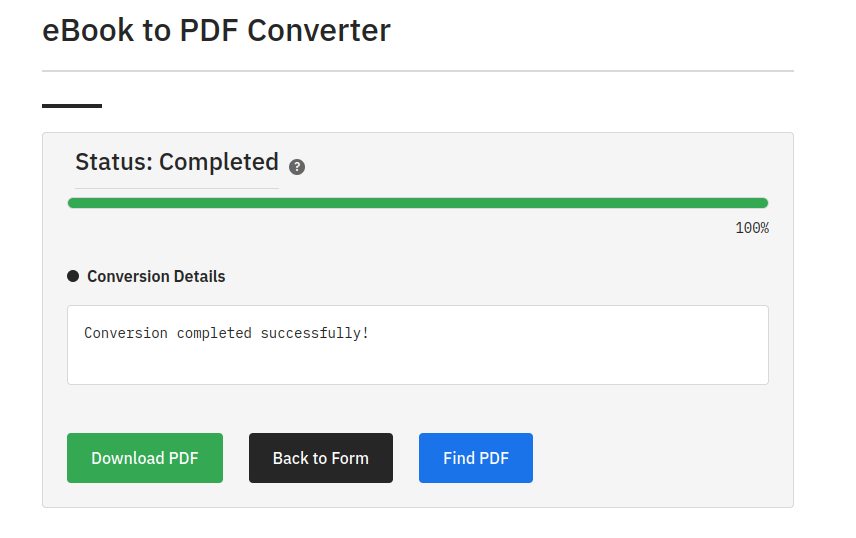 eBook to PDF Converter
Status: Completed ?
100%
Conversion Details
Conversion completed successfully!
Download PDF
Back to Form
Find PDF